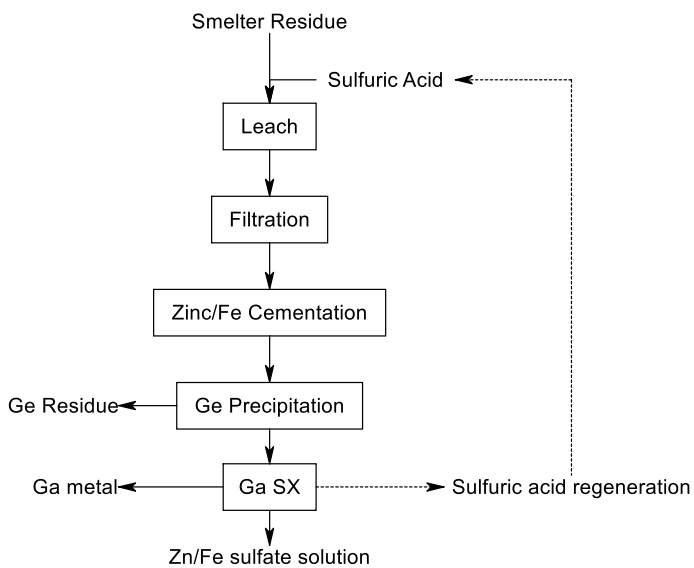 Smelter Residue
Sulfuric Acid
Leach
Filtration
Zinc/Fe Cementation
Ge Residue
Ge Precipitation
Ga metal
Ga SX
Sulfuric acid regeneration
Zn/Fe sulfate solution